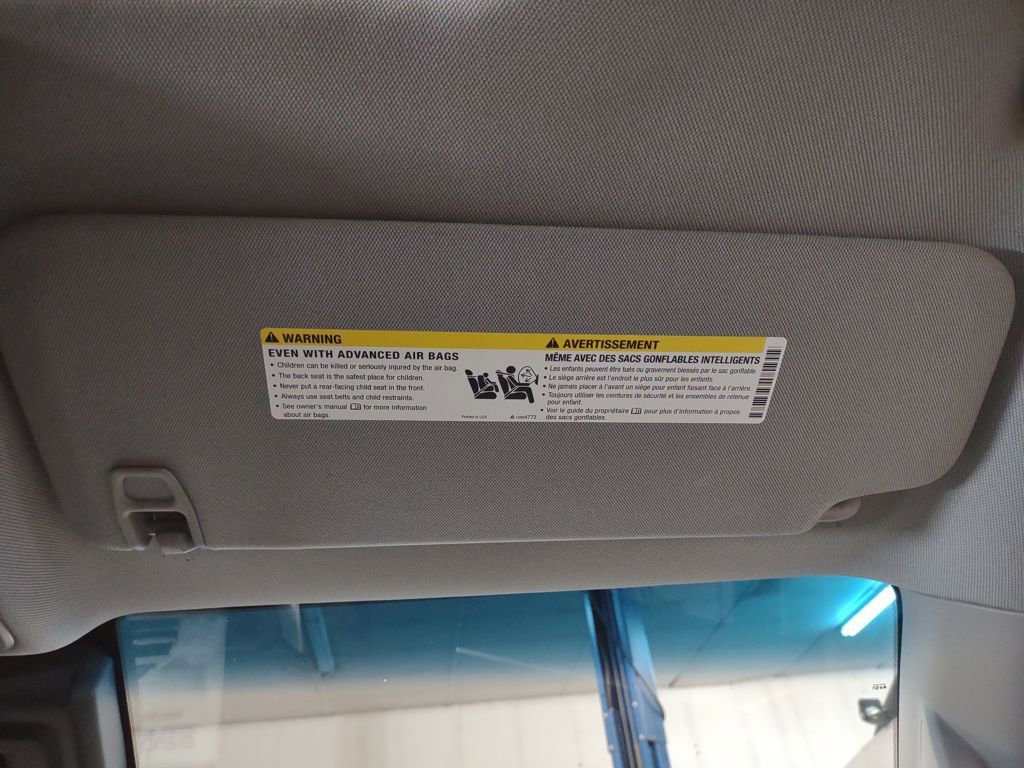 WARNING
EVEN WITH ADVANCED AIR BAGS
• Children can be killed or seriously injured by the air bag.
• The back seat is the safest place for children.
• Never put a rear-facing child seat in the front.
• Always use seat belts and child restraints.
• See owner's manual for more information
about air bags.
Printed in USA
AVERTISSEMENT
MÊME AVEC DES SACS GONFLABLES INTELLIGENTS
• Les enfants peuvent être tués ou gravement blessés par le sac gonflable
• Le siège arrière est l'endroit le plus sûr pour les enfants.
• Ne jamais placer à l'avant un siège pour enfant faisant face à l'arrière.
• Toujours utiliser les ceintures de sécurité et les ensembles de retenue
pour enfant.
• Voir le guide du propriétaire pour plus d'information à propos
des sacs gonflables.